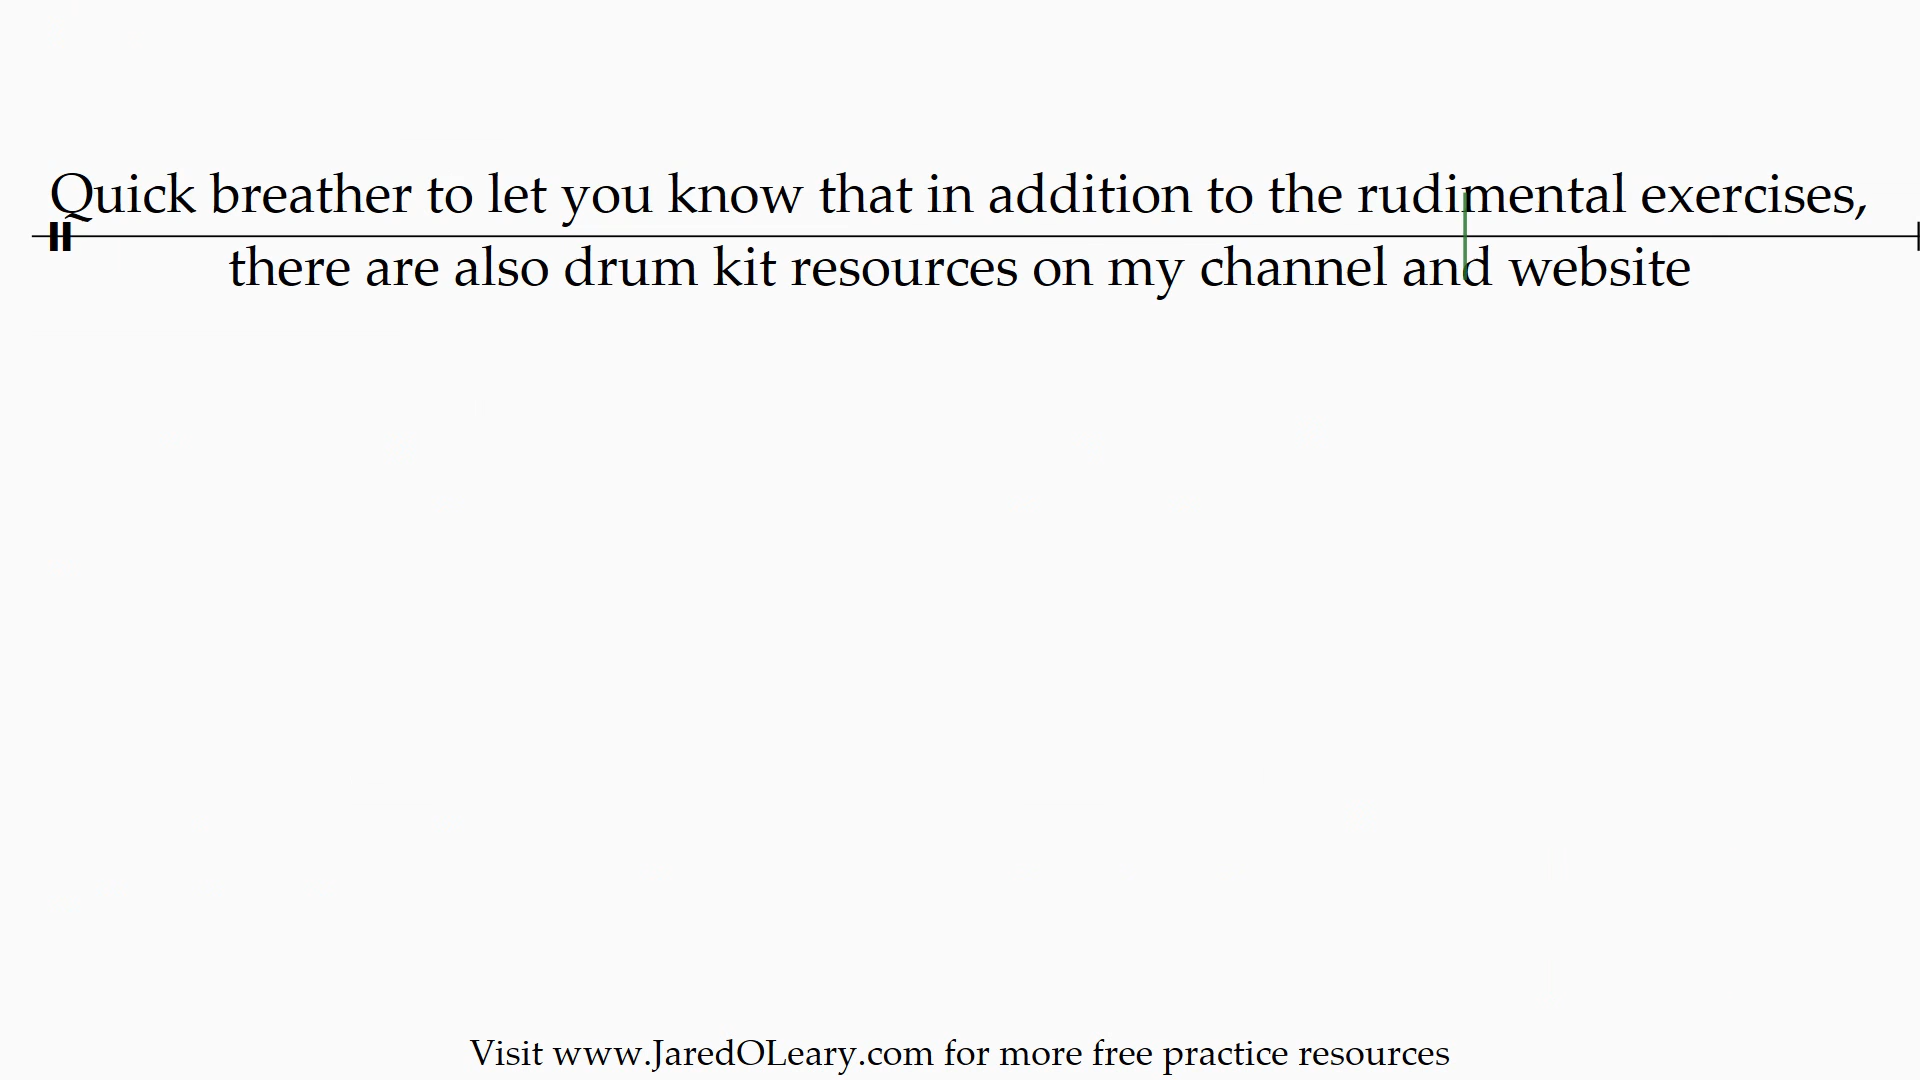 Quick breather to let you know that in addition to the rudimental exercises,
there are also drum kit resources on my channel and website
Visit www.JaredOLeary.com for more free practice resources